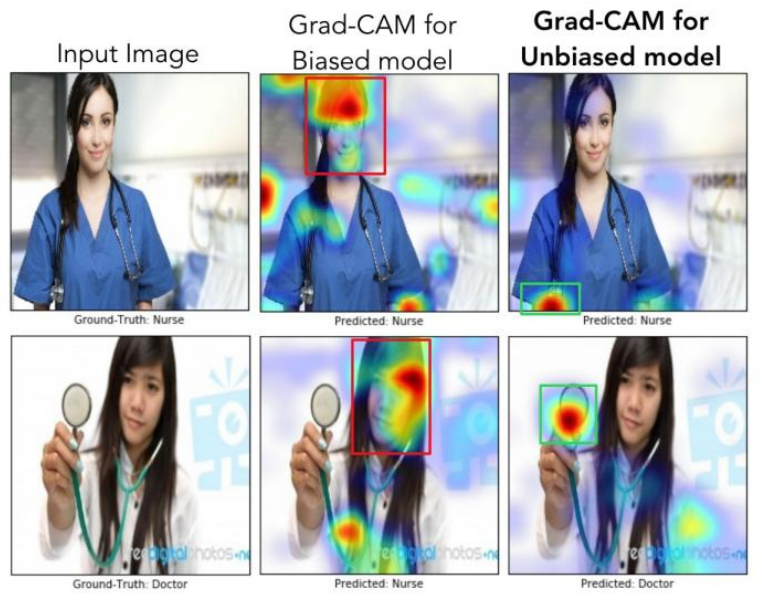 Input Image
Grad-CAM for
Biased model
Grad-CAM for
Unbiased model
Ground-Truth: Nurse
Predicted: Nurse
Predicted: Nurse
Ground-Truth: Doctor
Predicted: Nurse
Predicted: Doctor